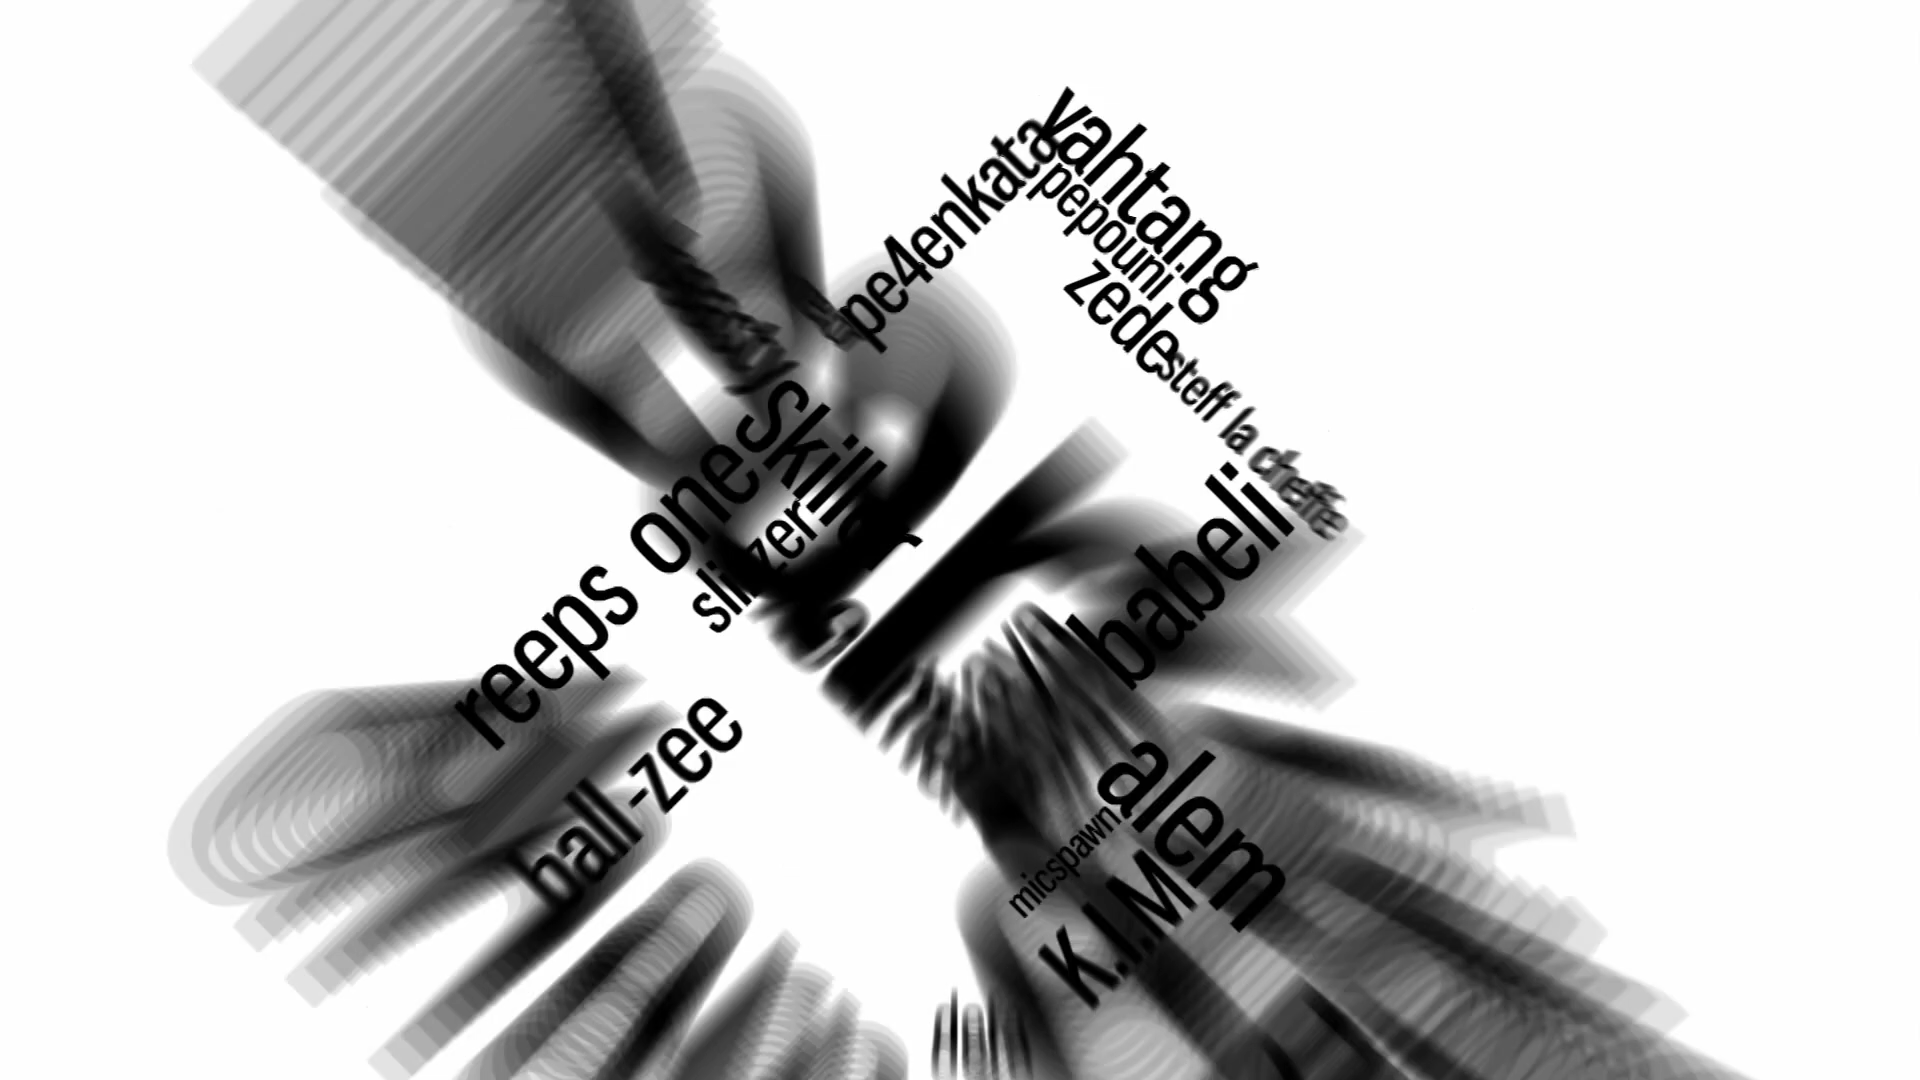 vahtang
pe4enkata
pepouni
zede
steff la cheffe
skiller
reeps one
slizzer
babeli
ball-zee
alem
micspawn
K.I.M